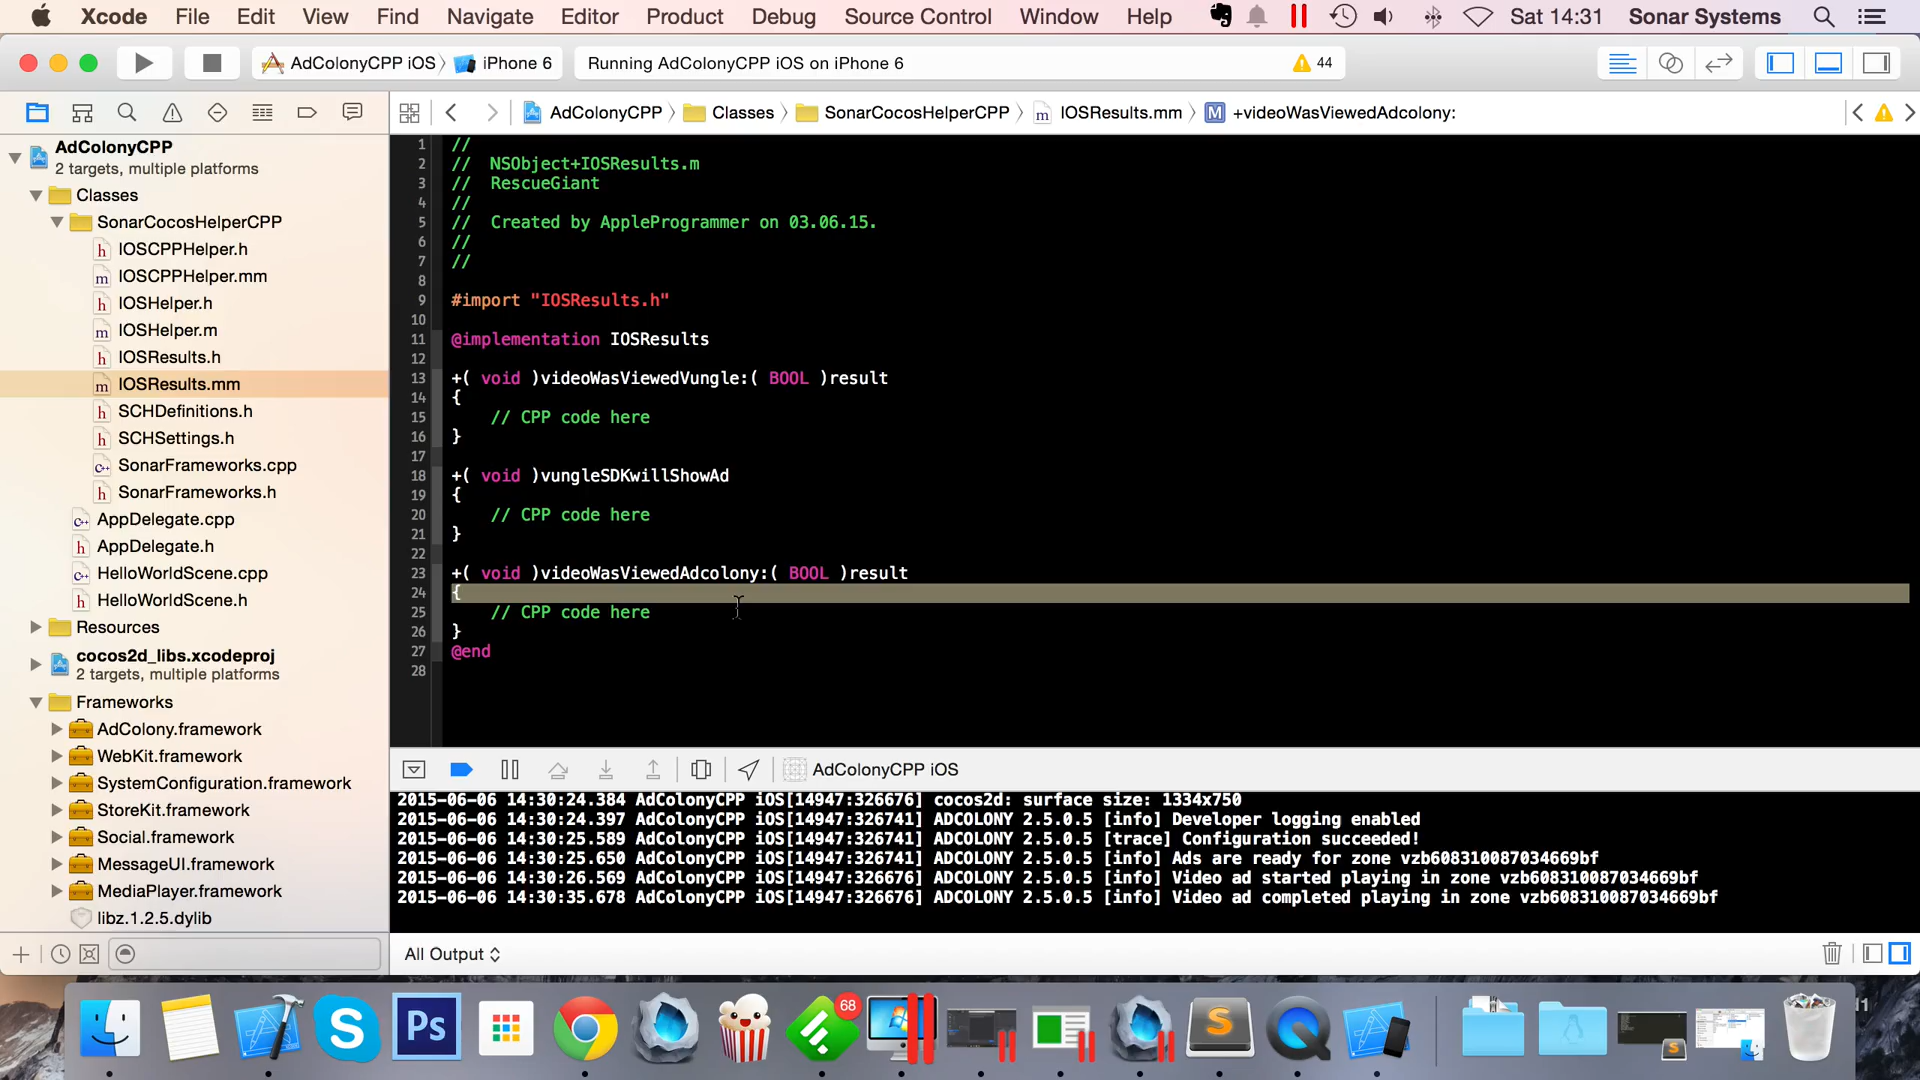 Xcode File Edit View Find Navigate Editor Product Debug Source Control Window Help Sat 14:31 Sonar Systems
AdColonyCPP iOS iPhone 6 Running AdColonyCPP iOS on iPhone 6 44
AdColonyCPP Classes SonarCocosHelperCPP IOSResults.mm M +videoWasViewedAdcolony:
AdColonyCPP
2 targets, multiple platforms
Classes
SonarCocosHelperCPP
h IOSCPPHelper.h
m IOSCPPHelper.mm
h IOSHelper.h
m IOSHelper.m
h IOSResults.h
m IOSResults.mm
h SCHDefinitions.h
h SCHSettings.h
c++ SonarFrameworks.cpp
h SonarFrameworks.h
c++ AppDelegate.cpp
h AppDelegate.h
c++ HelloWorldScene.cpp
h HelloWorldScene.h
Resources
cocos2d_libs.xcodeproj
2 targets, multiple platforms
Frameworks
AdColony.framework
WebKit.framework
SystemConfiguration.framework
StoreKit.framework
Social.framework
MessageUI.framework
MediaPlayer.framework
libz.1.2.5.dylib
1 //
2 // NSObject+IOSResults.m
3 // RescueGiant
4 //
5 // Created by AppleProgrammer on 03.06.15.
6 //
7 //
8
9 #import "IOSResults.h"
10
11 @implementation IOSResults
12
13 +( void )videoWasViewedVungle:( BOOL )result
14 {
15 // CPP code here
16 }
17
18 +( void )vungleSDKwillShowAd
19 {
20 // CPP code here
21 }
22
23 +( void )videoWasViewedAdcolony:( BOOL )result
24 {
25 // CPP code here
26 }
27 @end
28
AdColonyCPP iOS
2015-06-06 14:30:24.384 AdColonyCPP iOS[14947:326676] cocos2d: surface size: 1334x750
2015-06-06 14:30:24.397 AdColonyCPP iOS[14947:326741] ADCOLONY 2.5.0.5 [info] Developer logging enabled
2015-06-06 14:30:25.589 AdColonyCPP iOS[14947:326741] ADCOLONY 2.5.0.5 [trace] Configuration succeeded!
2015-06-06 14:30:25.650 AdColonyCPP iOS[14947:326741] ADCOLONY 2.5.0.5 [info] Ads are ready for zone vzb608310087034669bf
2015-06-06 14:30:26.569 AdColonyCPP iOS[14947:326741] ADCOLONY 2.5.0.5 [info] Video ad started playing in zone vzb608310087034669bf
2015-06-06 14:30:35.678 AdColonyCPP iOS[14947:326741] ADCOLONY 2.5.0.5 [info] Video ad completed playing in zone vzb608310087034669bf
All Output
S Ps 68 S